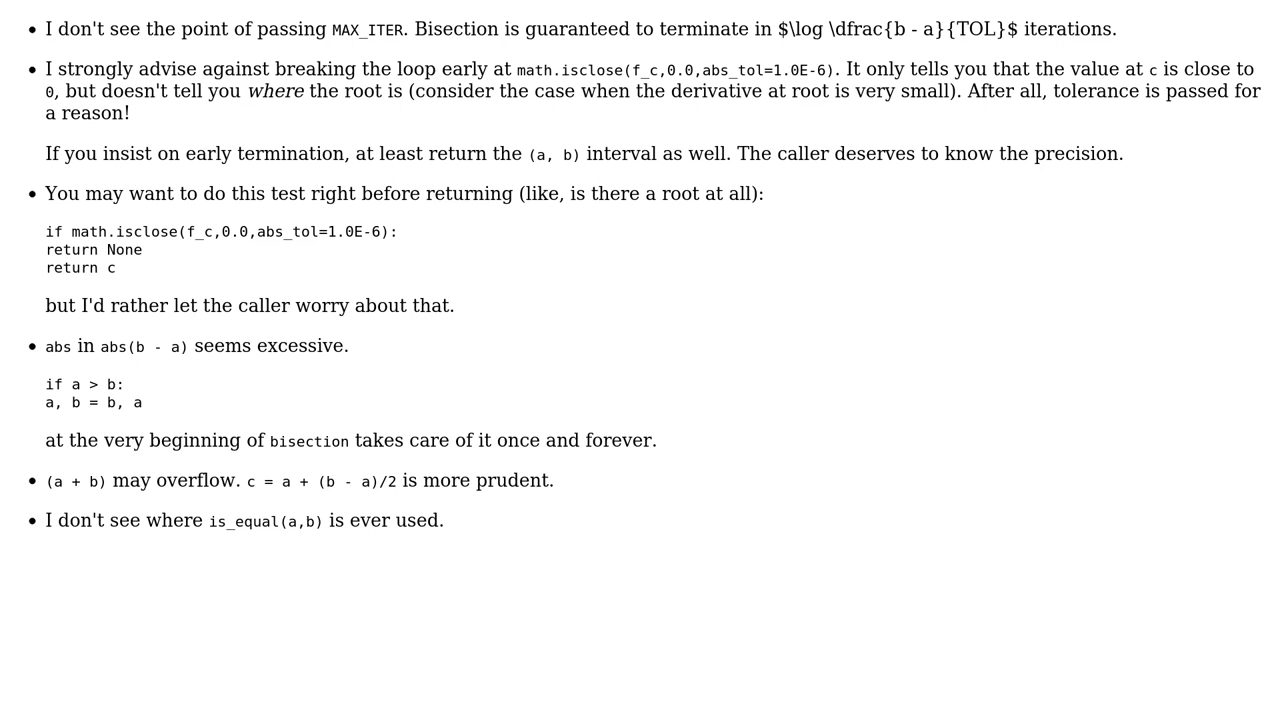 • I don't see the point of passing MAX_ITER. Bisection is guaranteed to terminate in $\log \dfrac{b - a}{TOL}$ iterations.
• I strongly advise against breaking the loop early at math.isclose(f_c,0.0,abs_tol=1.0E-6). It only tells you that the value at c is close to
0, but doesn't tell you where the root is (consider the case when the derivative at root is very small). After all, tolerance is passed for
a reason!
If you insist on early termination, at least return the (a, b) interval as well. The caller deserves to know the precision.
• You may want to do this test right before returning (like, is there a root at all):
if math.isclose(f_c,0.0,abs_tol=1.0E-6):
return None
return c
but I'd rather let the caller worry about that.
• abs in abs(b - a) seems excessive.
if a > b:
a, b = b, a
at the very beginning of bisection takes care of it once and forever.
• (a + b) may overflow. c = a + (b - a)/2 is more prudent.
• I don't see where is_equal(a,b) is ever used.